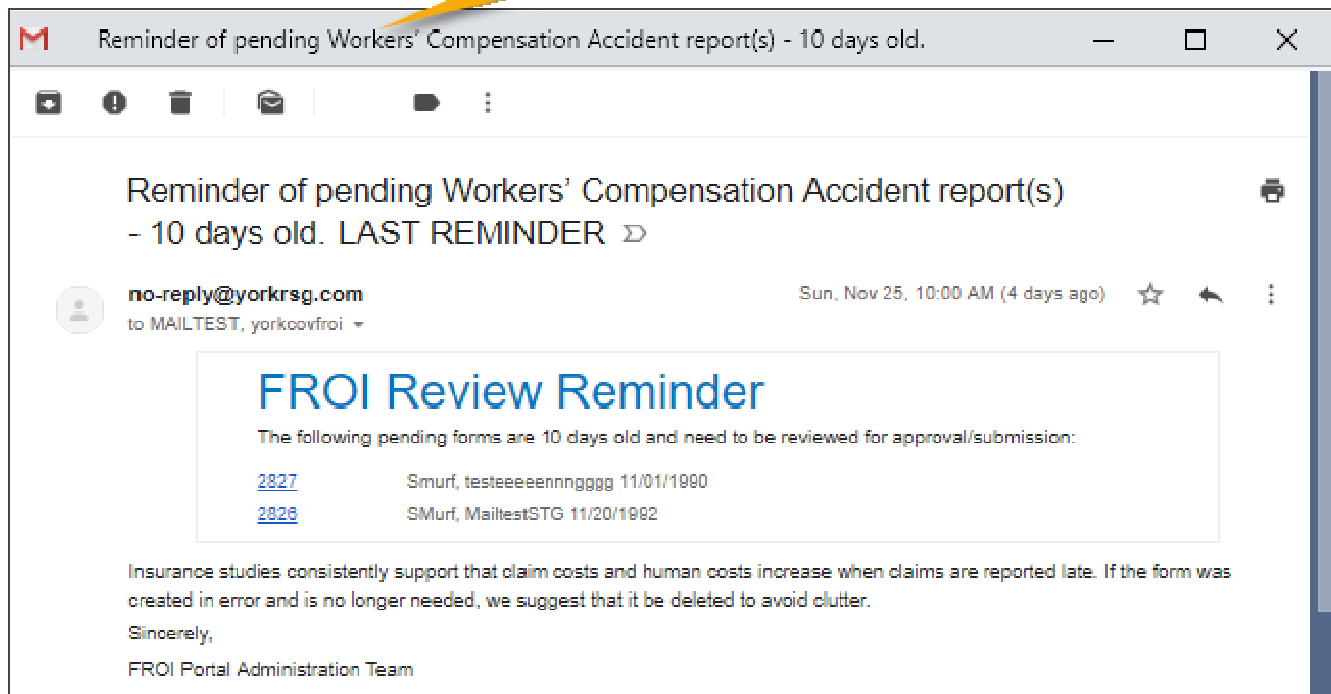 Reminder of pending Workers' Compensation Accident report(s) - 10 days old.
Reminder of pending Workers' Compensation Accident report(s)
- 10 days old. LAST REMINDER
no-reply@yorkrsg.com
Sun, Nov 25, 10:00 AM (4 days ago)
to MAILTEST, yorkcovfroi
FROI Review Reminder
The following pending forms are 10 days old and need to be reviewed for approval/submission:
2827 Smurf, testeeeeennngggg 11/01/1980
2826 SMurf, MailtestSTG 11/20/1982
Insurance studies consistently support that claim costs and human costs increase when claims are reported late. If the form was
created in error and is no longer needed, we suggest that it be deleted to avoid clutter.
Sincerely,
FROI Portal Administration Team